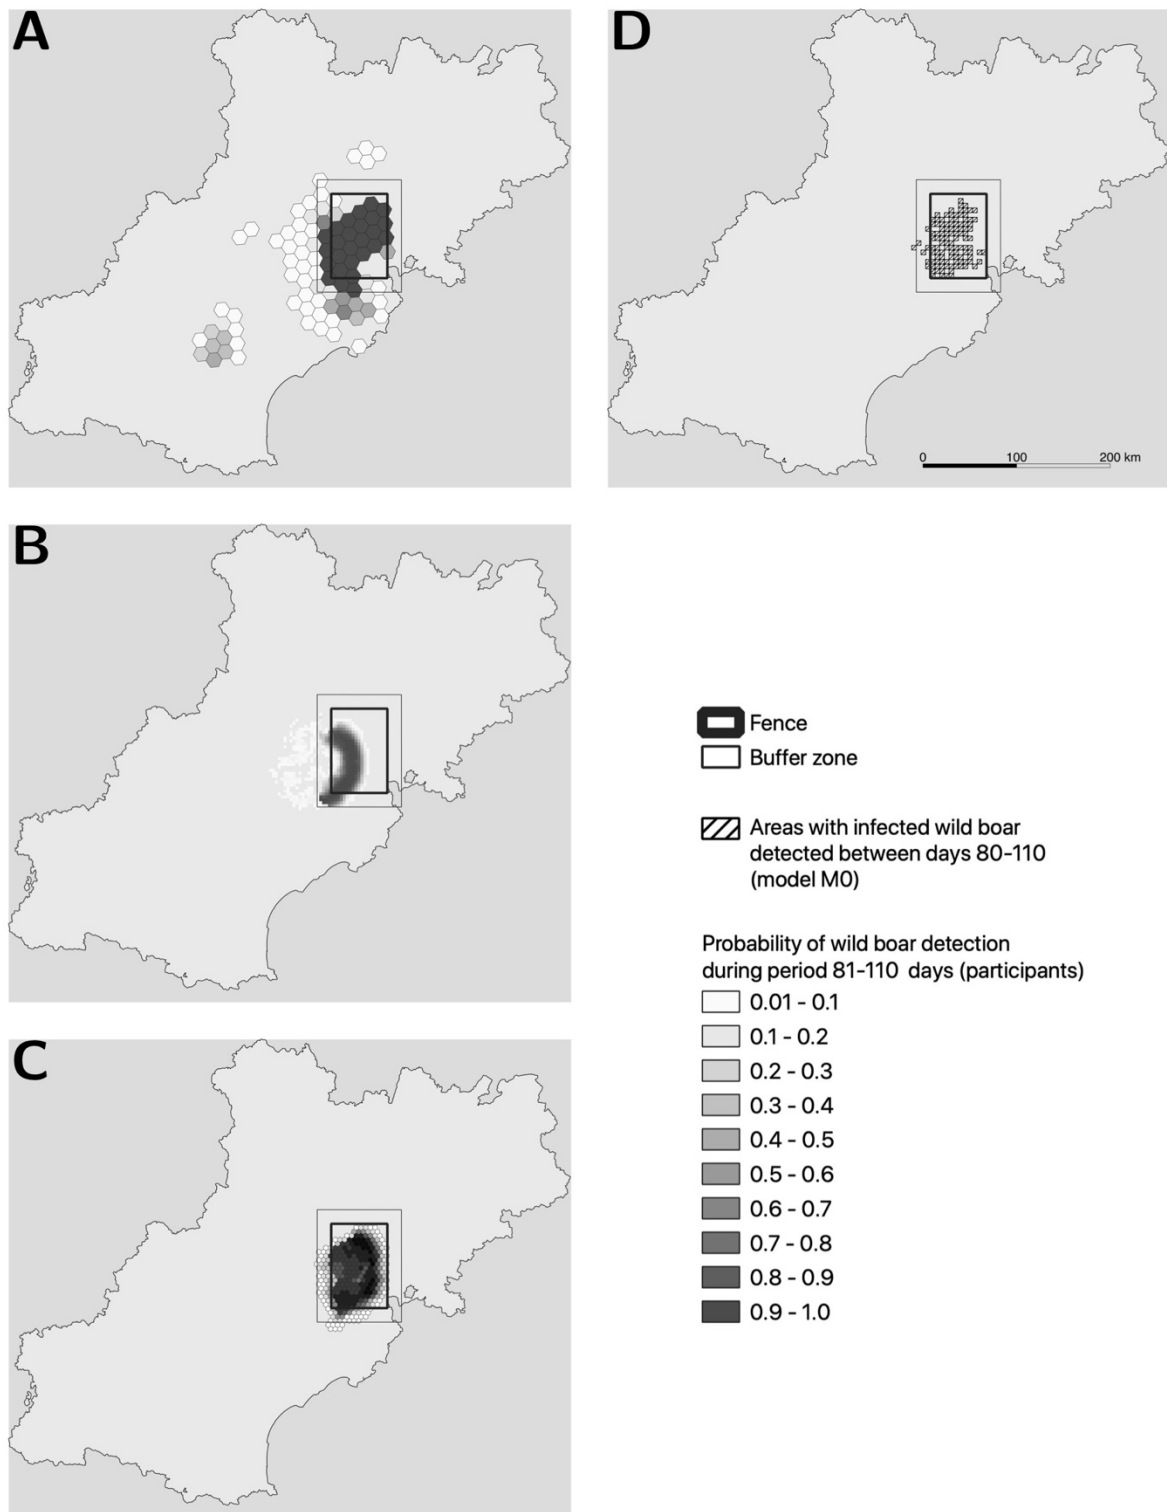 A
D
0 100 200 km
B
Fence
Buffer zone
Areas with infected wild boar
detected between days 80-110
(model M0)
Probability of wild boar detection
during period 81-110 days (participants)
0.01 - 0.1
0.1 - 0.2
0.2 - 0.3
0.3 - 0.4
0.4 - 0.5
0.5 - 0.6
0.6 - 0.7
0.7 - 0.8
0.8 - 0.9
0.9 - 1.0
C